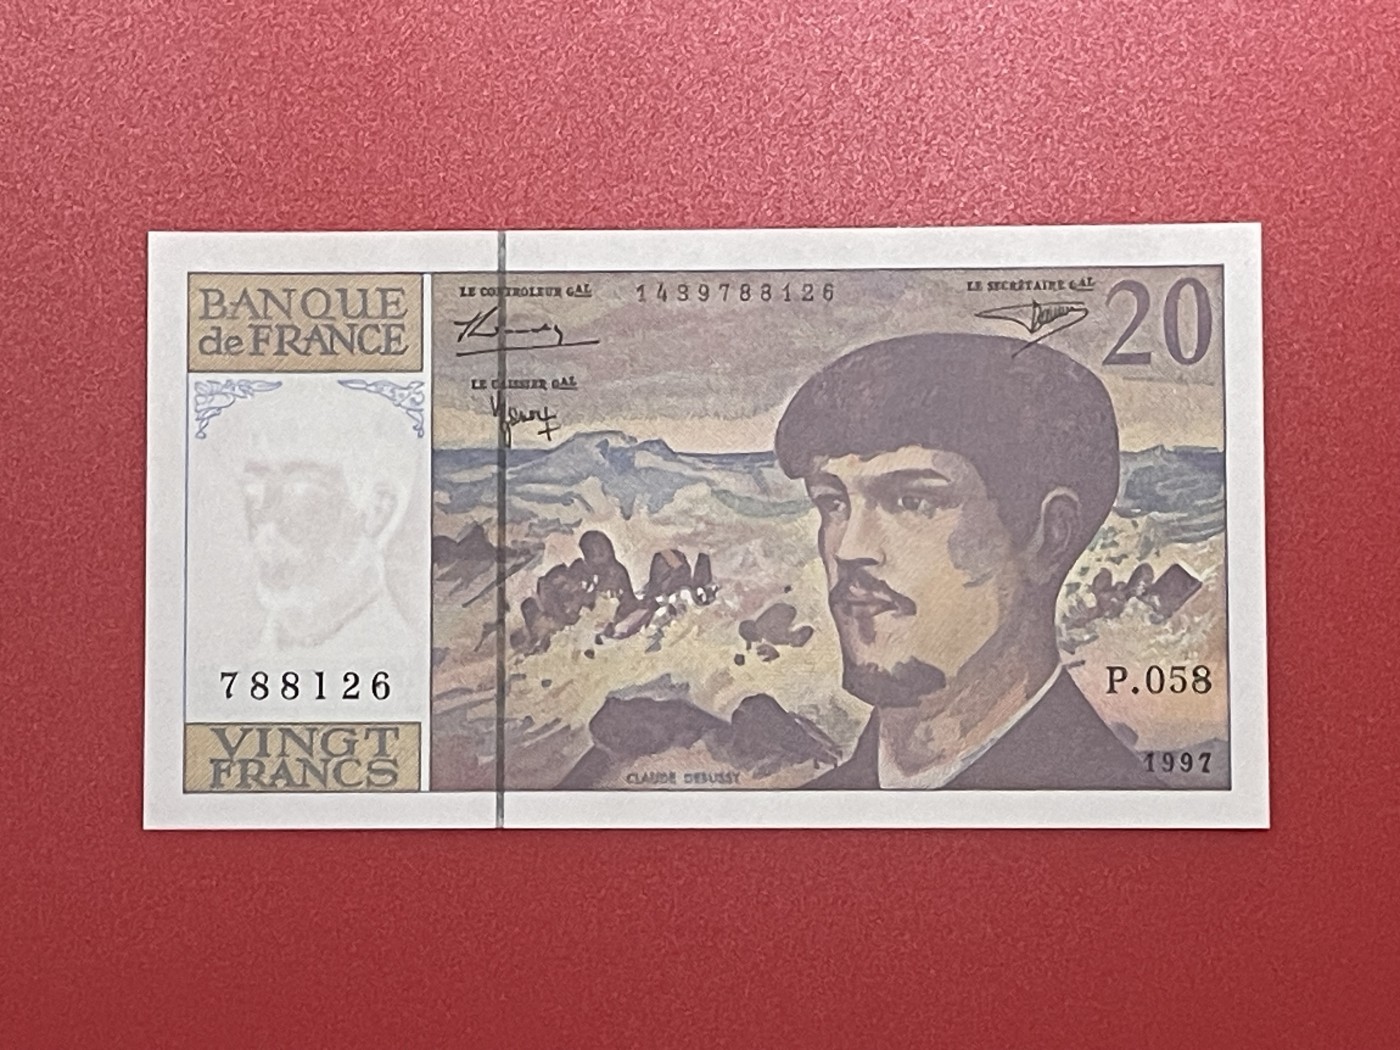 BANQUE
de FRANCE
LE CONTROLEUR GAL
1439788126
LE SECRÉTAIRE GAL
20
LE CAISSIER GAL
788126
P.058
VINGT
FRANCS
1997
CLAUDE DEBUSSY